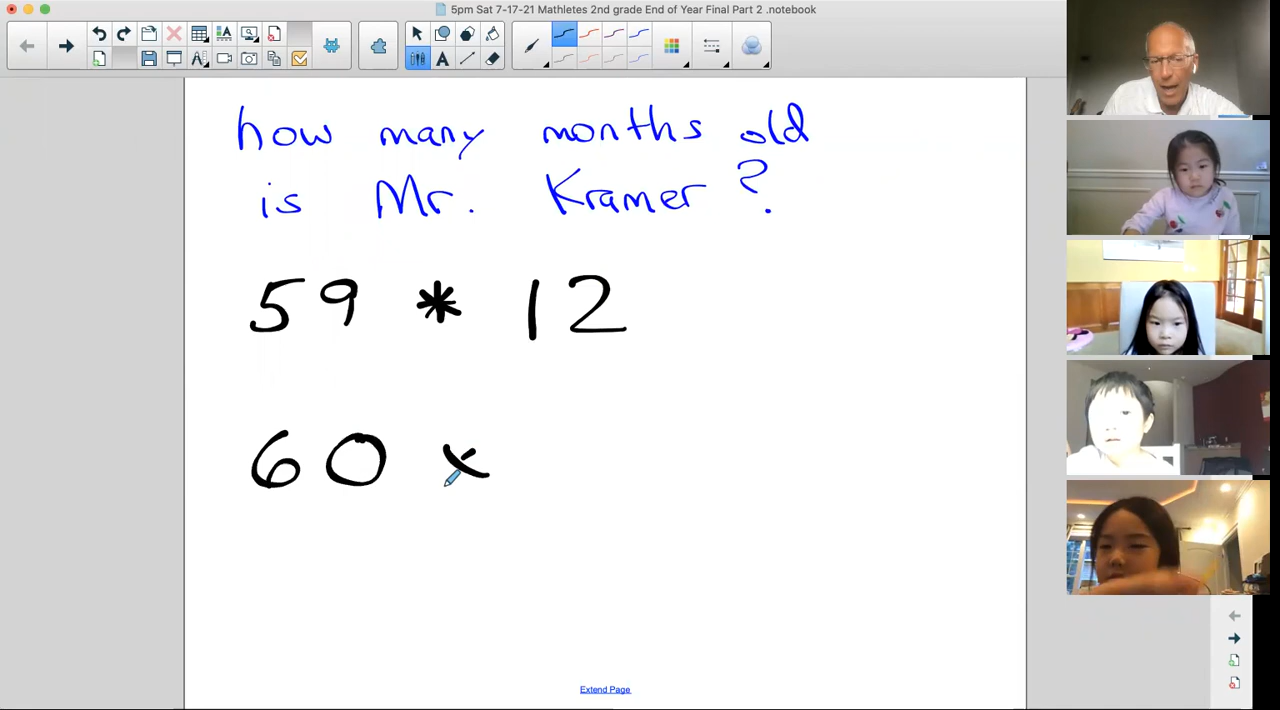 5pm Sat 7-17-21 Mathletes 2nd grade End of Year Final Part 2 .notebook
how many months old
is Mr. Kramer ?
59 * 12
60 x
Extend Page